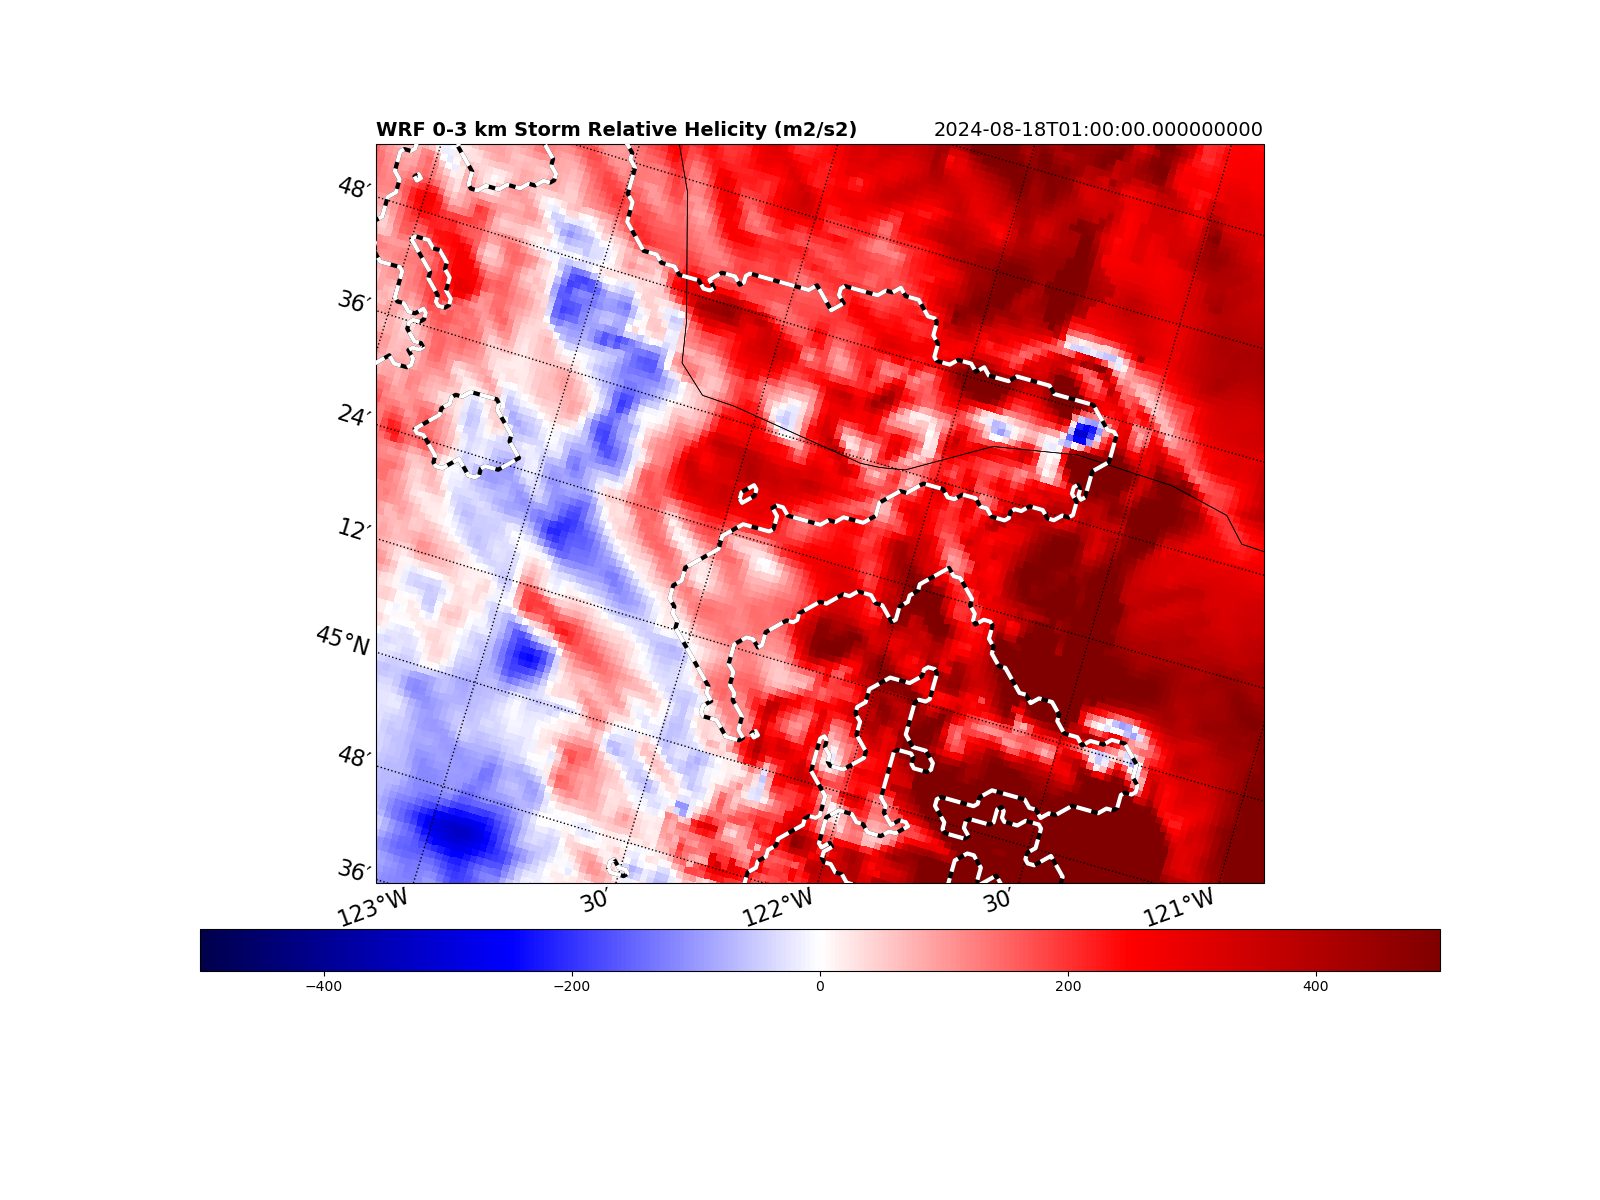 WRF 0-3 km Storm Relative Helicity (m2/s2) 2024-08-18T01:00:00.000000000
48′
36′
24′
12′
45°N
48′
36′
123°W 30′ 122°W 30′ 121°W
−400 −200 0 200 400